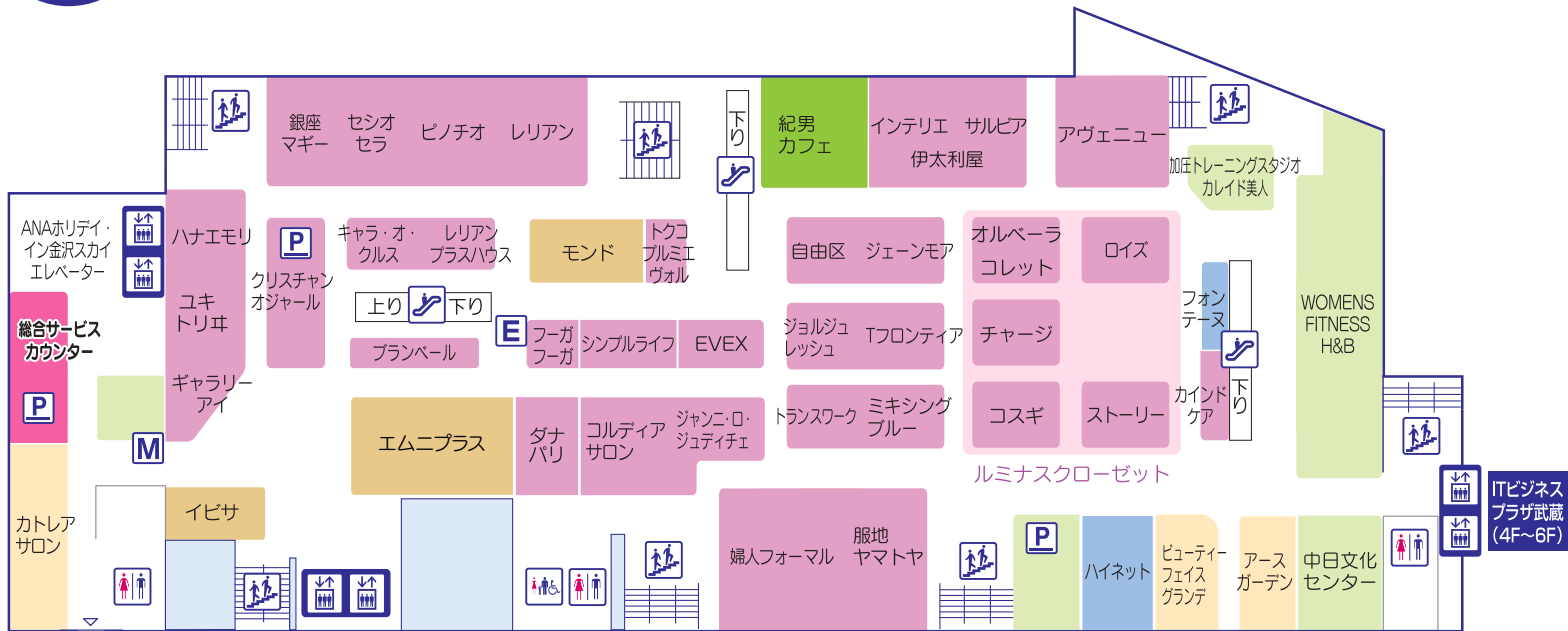 銀座
マギー
セシオ
セラ
ピノチオ
レリアン
下り
紀男
カフェ
インテリエ サルビア
伊太利屋
アヴェニュー
加圧トレーニングスタジオ
カレイド美人
ANAホリデイ・
イン金沢スカイ
エレベーター
ハナエモリ
P
クリスチャン
オジャール
キャラ・オ・
クルス
レリアン
プラスハウス
モンド
トクコ
プルミエ
ヴォル
自由区
ジェーンモア
オルベーラ
コレット
ロイズ
ユキ
トリヰ
上り
下り
総合サービス
カウンター
P
ブランベール
E
フーガ
フーガ
シンプルライフ
EVEX
ジョルジュ
レッシュ
Tフロンティア
チャージ
フォン
テーヌ
WOMENS
FITNESS
H&B
ギャラリー
アイ
M
エムニプラス
ダナ
パリ
コルディア
サロン
ジャンニ・ロ・
ジュディチェ
トランスワーク
ミキシング
ブルー
コスギ
ストーリー
カインド
ケア
下り
ルミナスクローゼット
カトレア
サロン
イビサ
婦人フォーマル
服地
ヤマトヤ
P
ハイネット
ビューティー
フェイス
グランデ
アース
ガーデン
中日文化
センター
ITビジネス
プラザ武蔵
(4F〜6F)